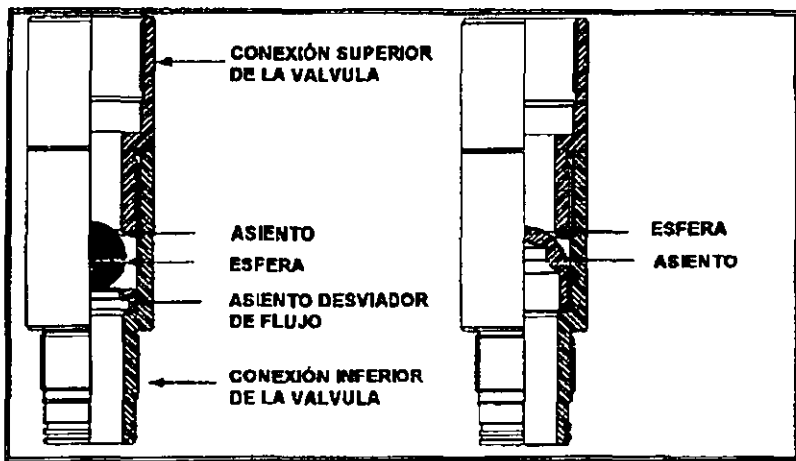 CONEXIÓN SUPERIOR
DE LA VALVULA
ASIENTO
ESFERA
ASIENTO DESVIADOR
DE FLUJO
CONEXIÓN INFERIOR
DE LA VALVULA
ESFERA
ASIENTO